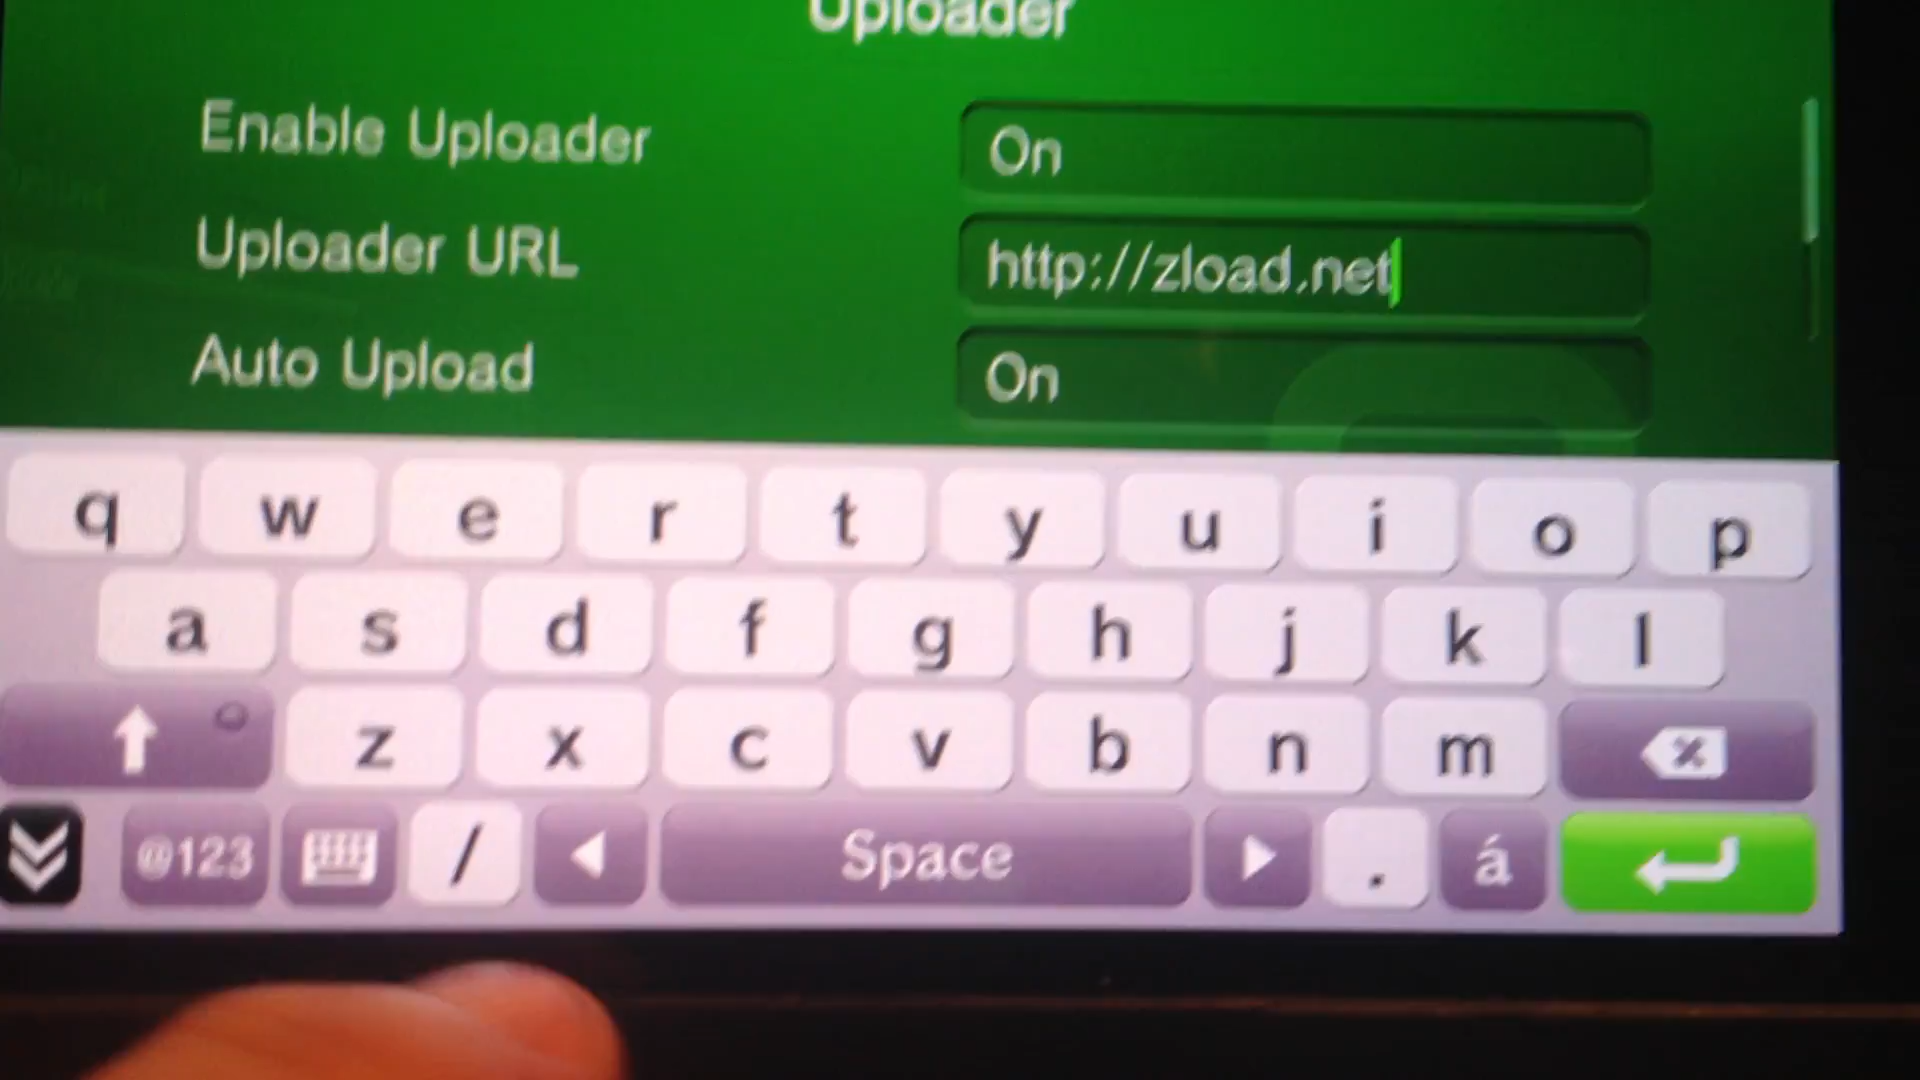 Uploader
Enable Uploader On
Uploader URL http://zload.net
Auto Upload On
q w e r t y u i o p
a s d f g h j k l
z x c v b n m
@123 / Space . á